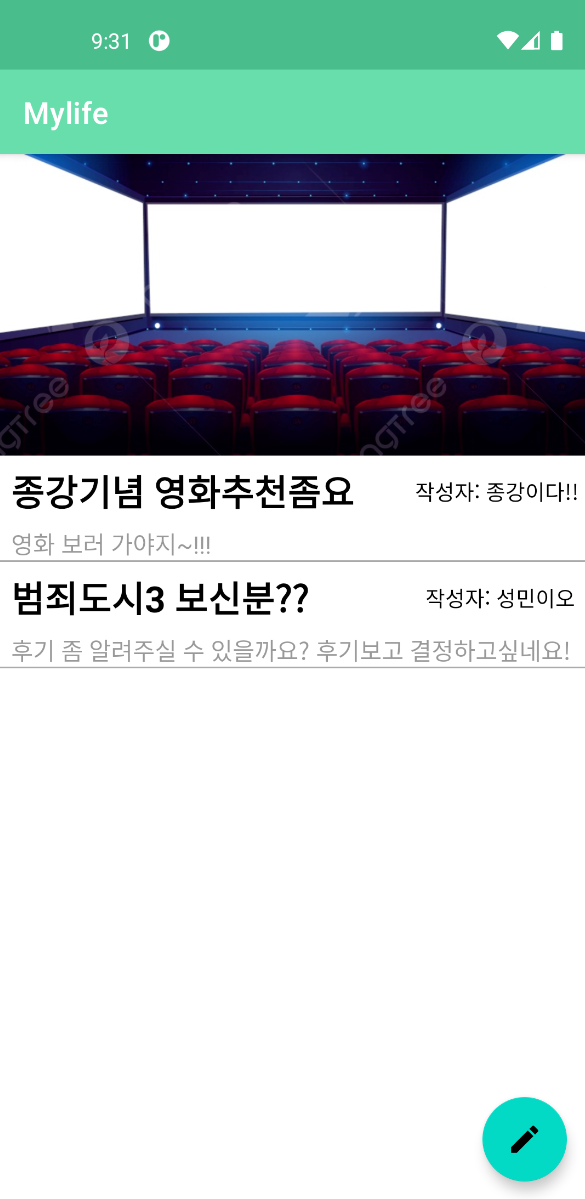 9:31
Mylife
종강기념 영화추천좀요
작성자: 종강이다!!
영화 보러 가야지~!!!
범죄도시3 보신분??
작성자: 성민이오
후기 좀 알려주실 수 있을까요? 후기보고 결정하고싶네요!